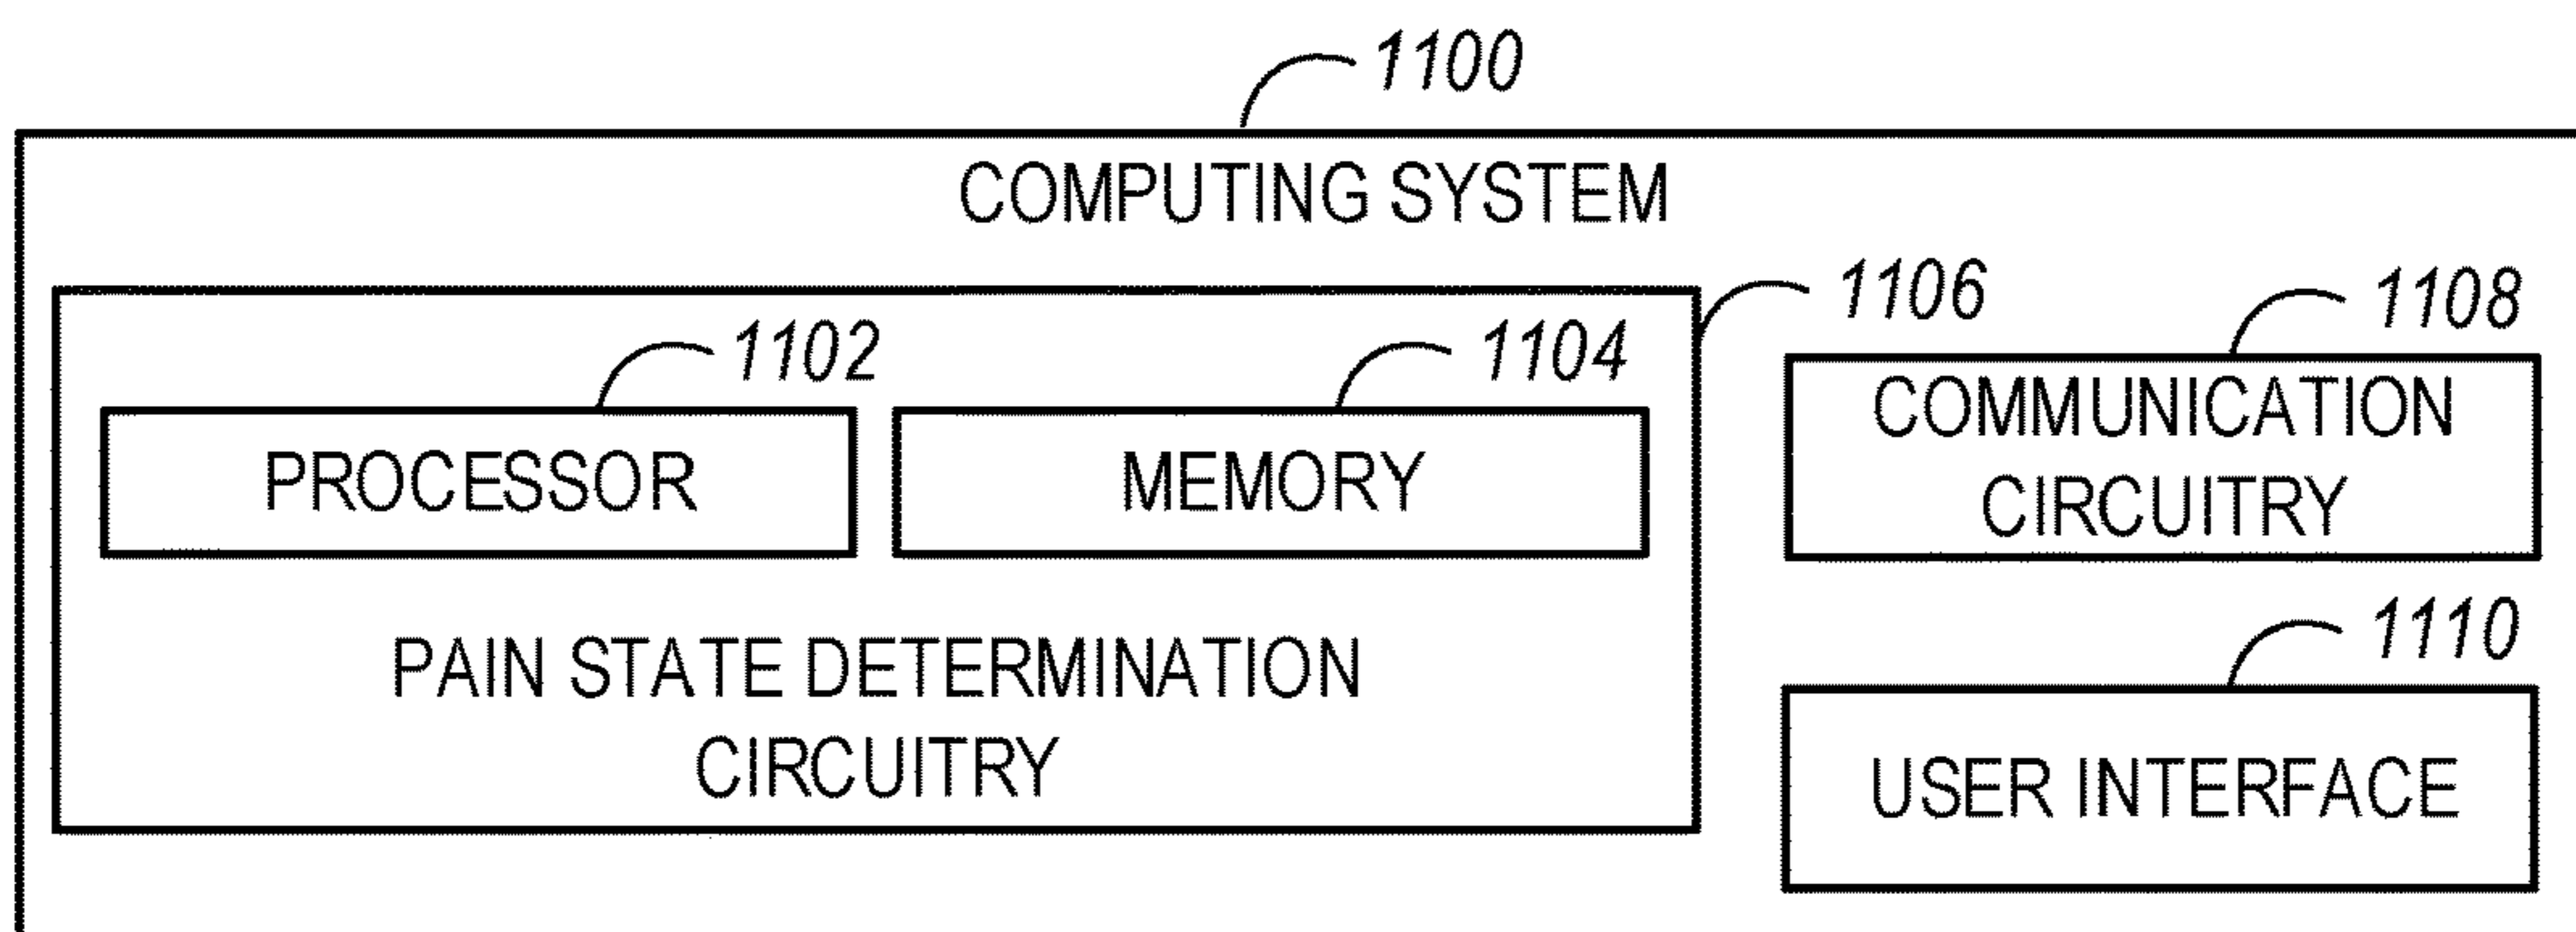 1100
COMPUTING SYSTEM
1106
1108
1102
1104
COMMUNICATION
CIRCUITRY
PROCESSOR
MEMORY
1110
PAIN STATE DETERMINATION
CIRCUITRY
USER INTERFACE